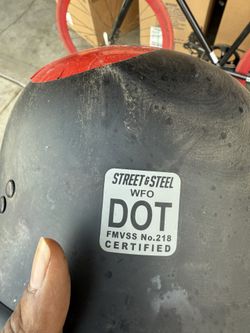 STREET & STEEL
WFO
DOT
FMVSS No.218
CERTIFIED